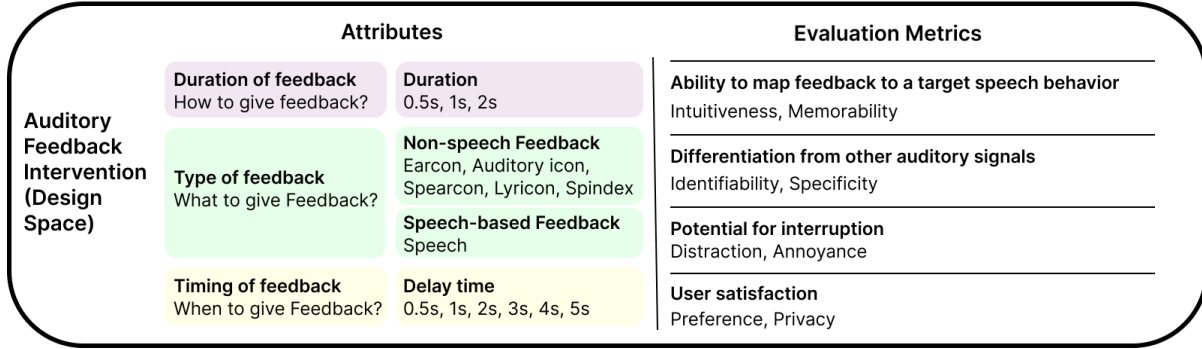 Attributes
Evaluation Metrics
Auditory
Feedback
Intervention
(Design
Space)
Duration of feedback
How to give feedback?
Duration
0.5s, 1s, 2s
Type of feedback
What to give Feedback?
Non-speech Feedback
Earcon, Auditory icon,
Spearcon, Lyricon, Spindex
Speech-based Feedback
Speech
Timing of feedback
When to give Feedback?
Delay time
0.5s, 1s, 2s, 3s, 4s, 5s
Ability to map feedback to a target speech behavior
Intuitiveness, Memorability
Differentiation from other auditory signals
Identifiability, Specificity
Potential for interruption
Distraction, Annoyance
User satisfaction
Preference, Privacy